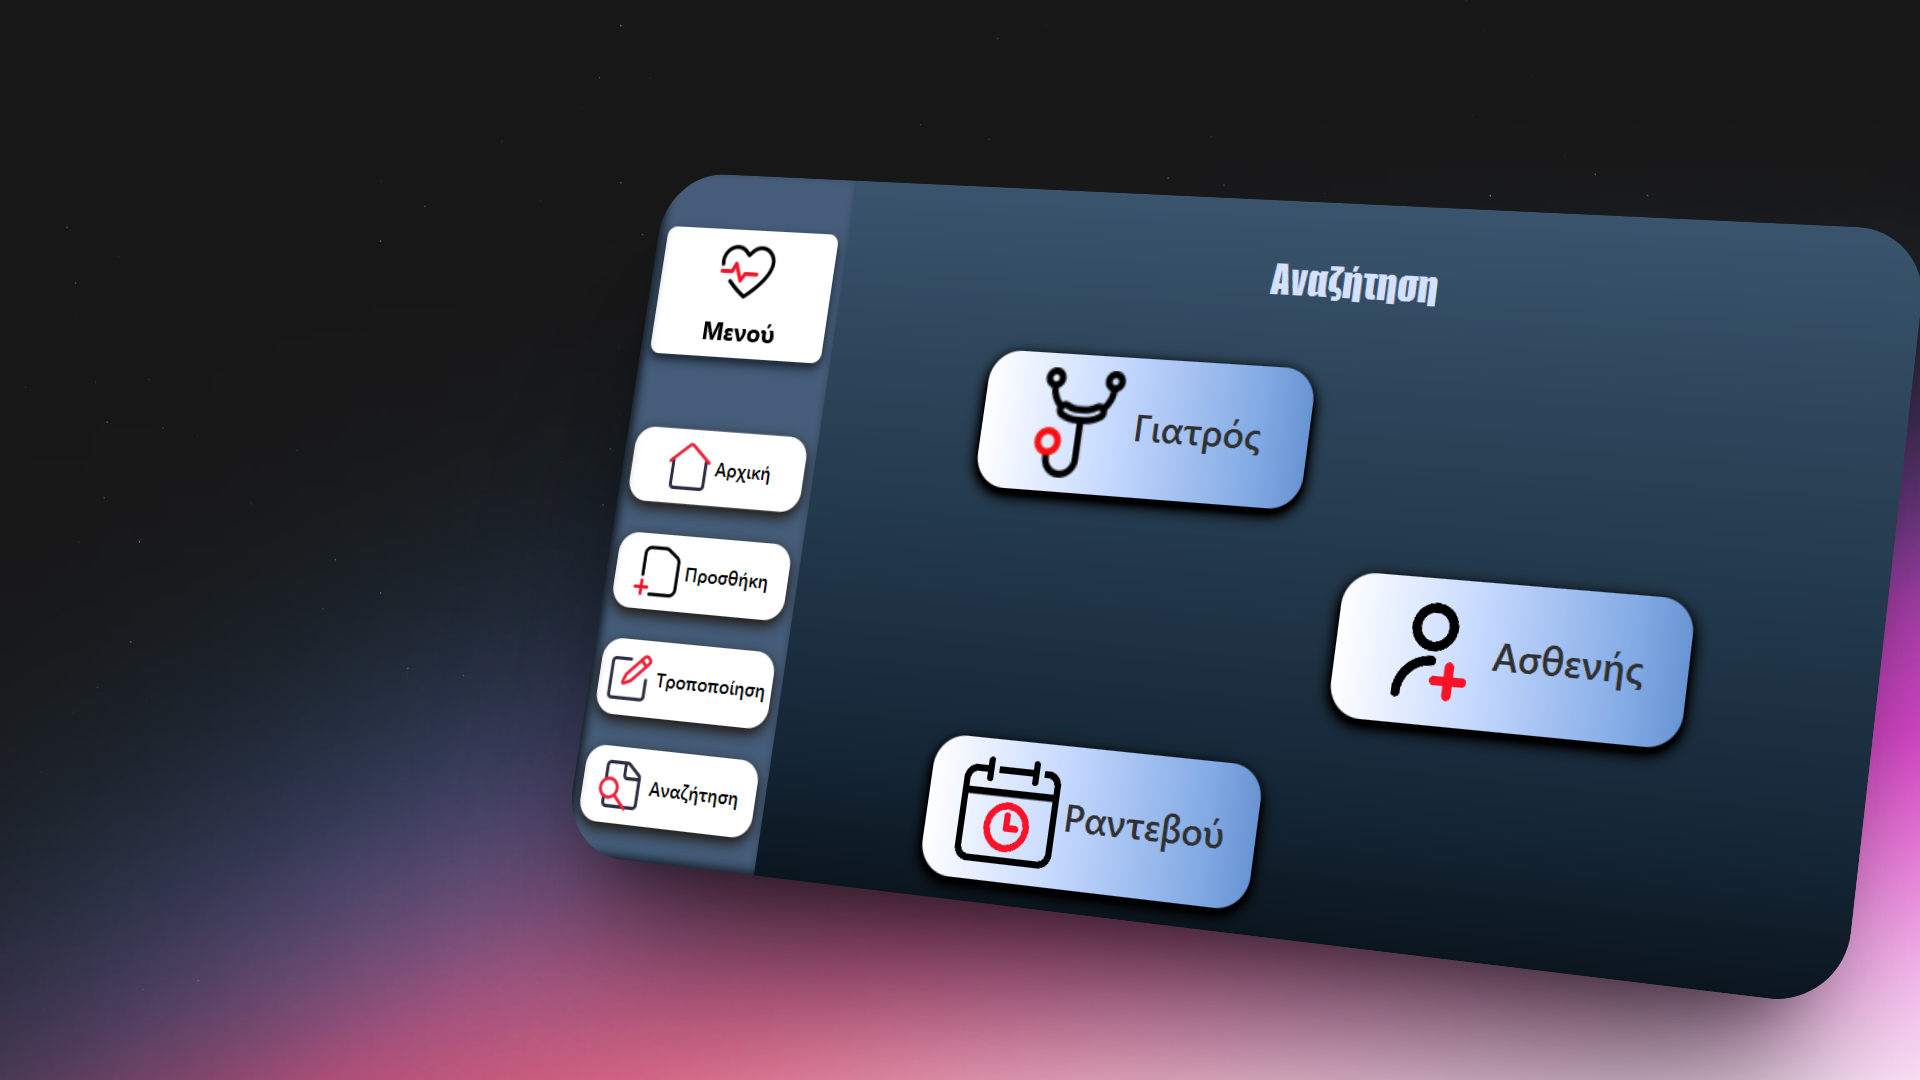 Μενού
Αρχική
Προσθήκη
Τροποποίηση
Αναζήτηση
Αναζήτηση
Γιατρός
Ασθενής
Ραντεβού